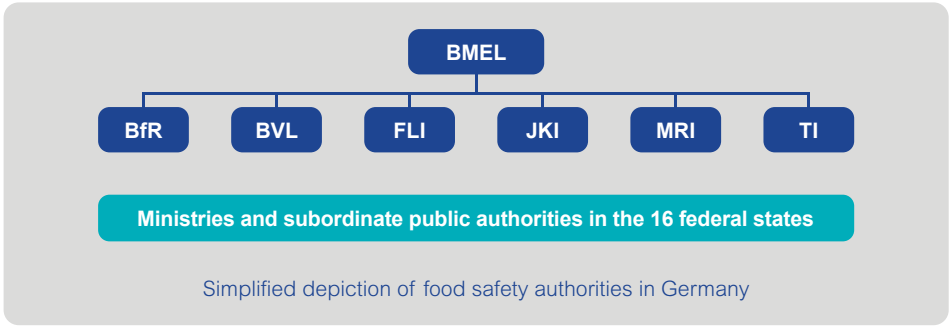 BMEL
BfR BVL FLI JKI MRI TI
Ministries and subordinate public authorities in the 16 federal states
Simplified depiction of food safety authorities in Germany